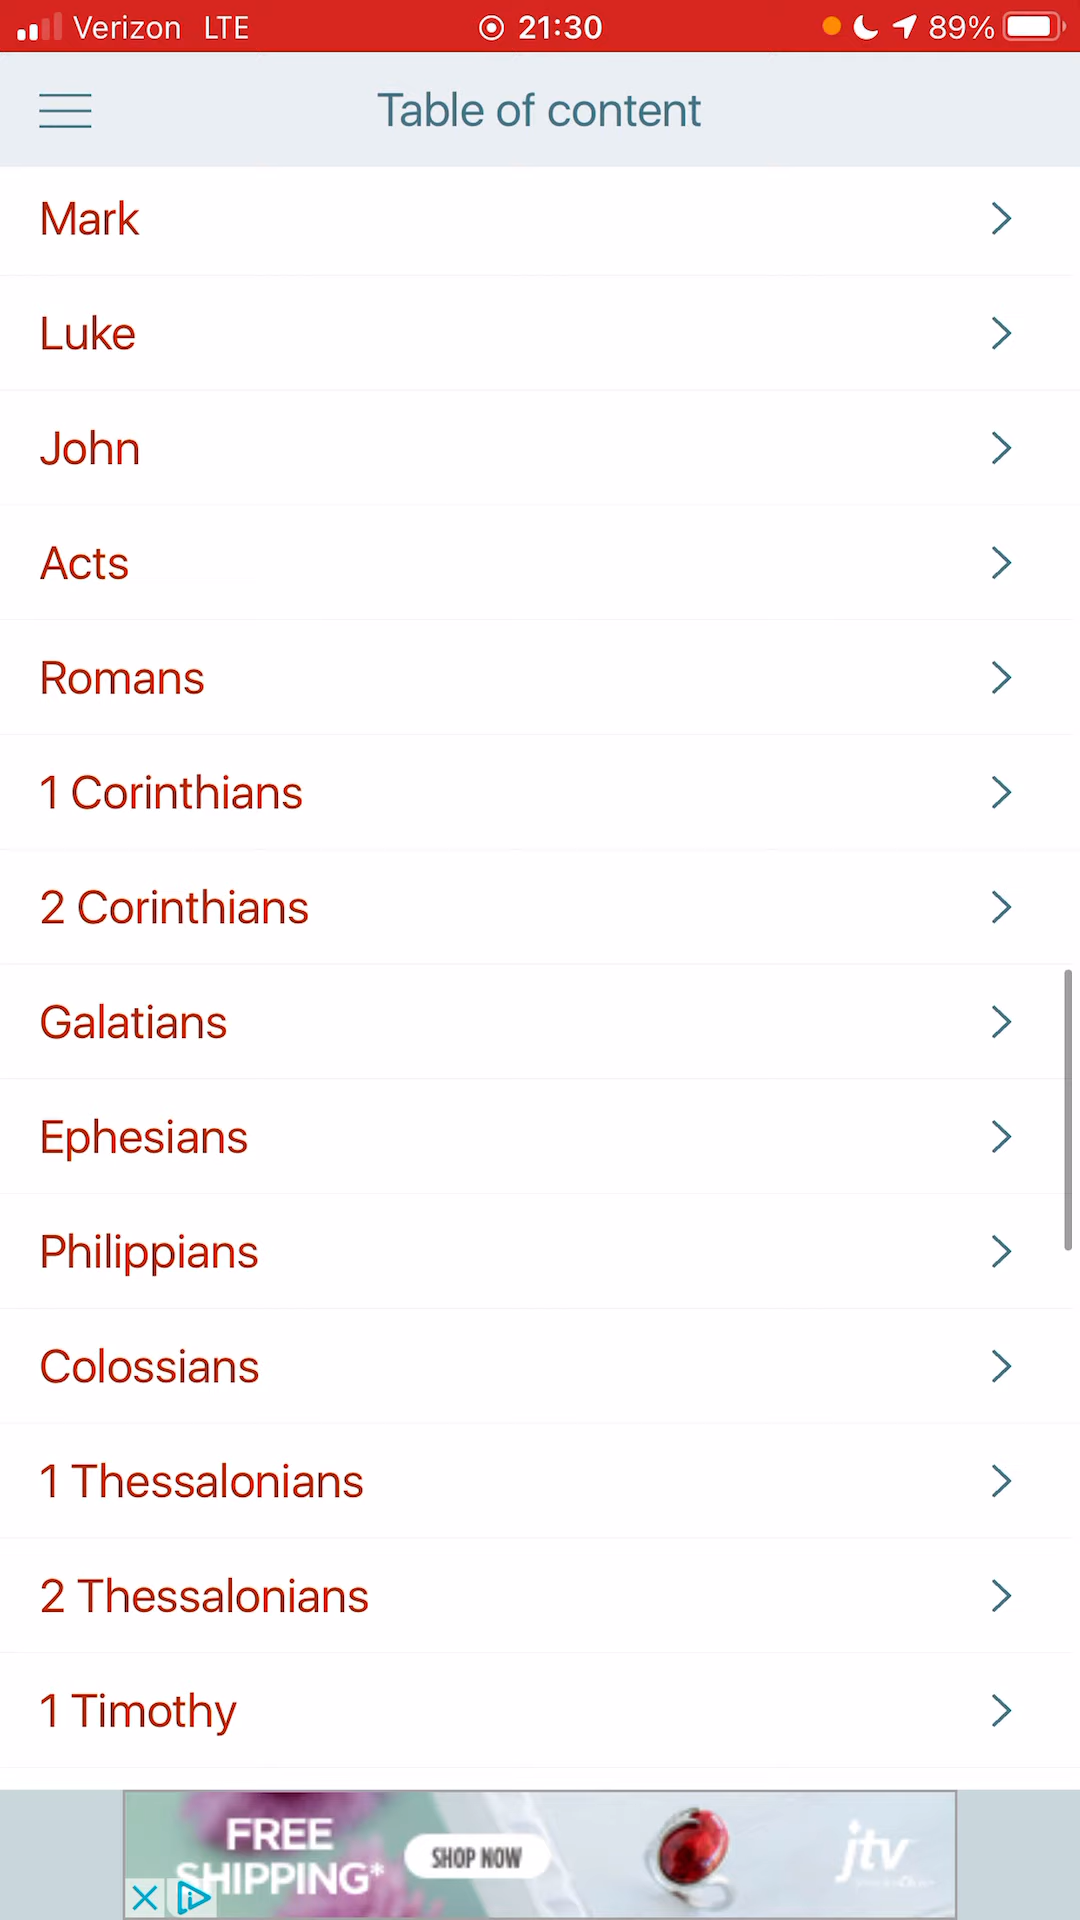 Verizon LTE 21:30 89%
Table of content
Mark
Luke
John
Acts
Romans
1 Corinthians
2 Corinthians
Galatians
Ephesians
Philippians
Colossians
1 Thessalonians
2 Thessalonians
1 Timothy
FREE
SHIPPING*
SHOP NOW
jtv